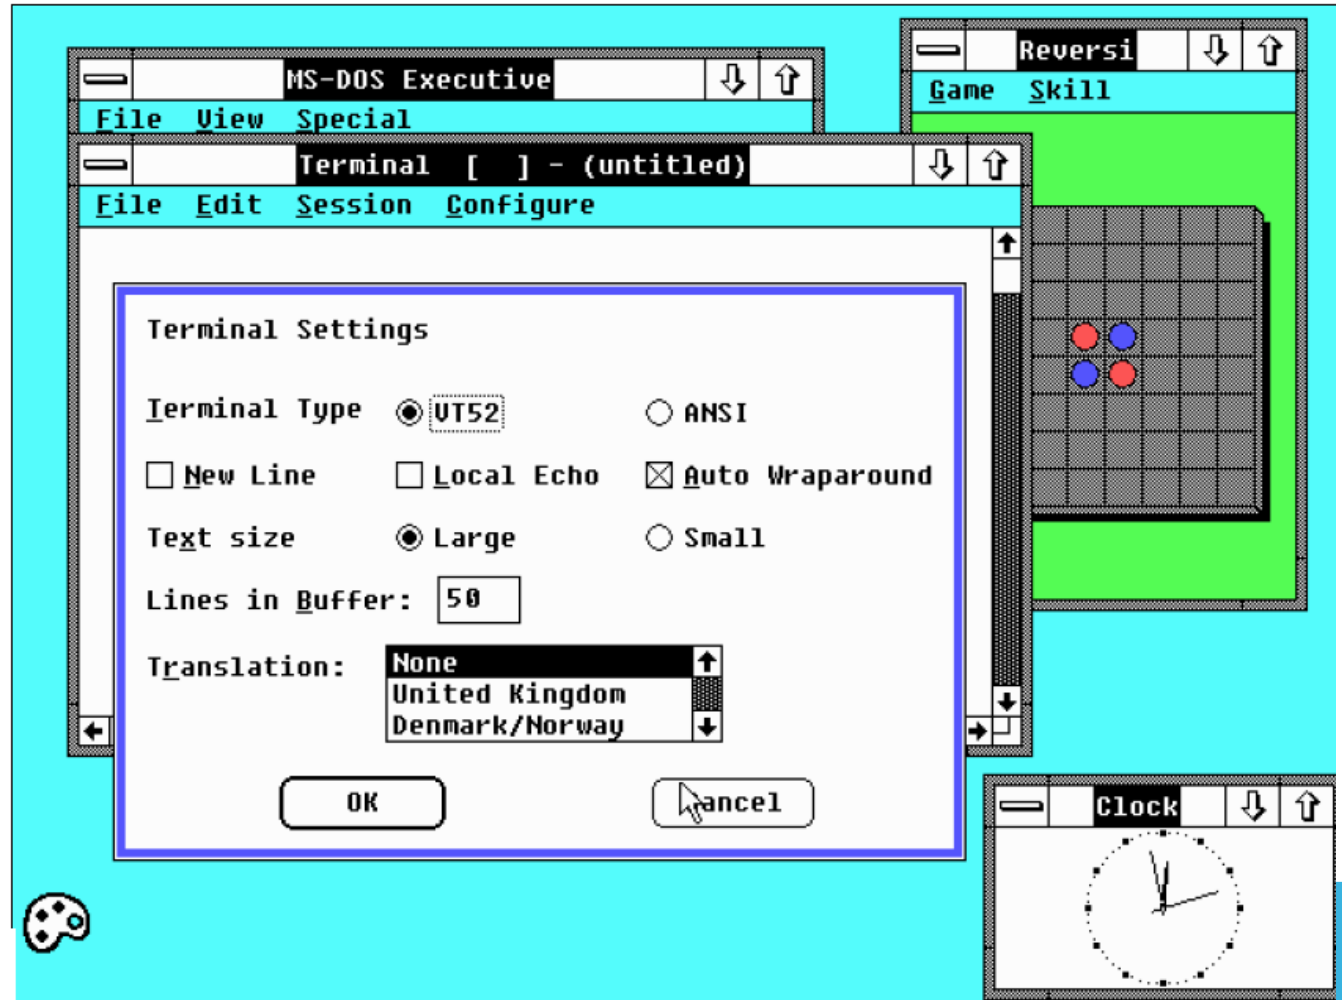 MS-DOS Executive
File View Special
Reversi
Game Skill
Terminal [ ] - (untitled)
File Edit Session Configure
Terminal Settings
Terminal Type VT52 ANSI
New Line Local Echo Auto Wraparound
Text size Large Small
Lines in Buffer: 50
Translation: None
United Kingdom
Denmark/Norway
OK
Cancel
Clock